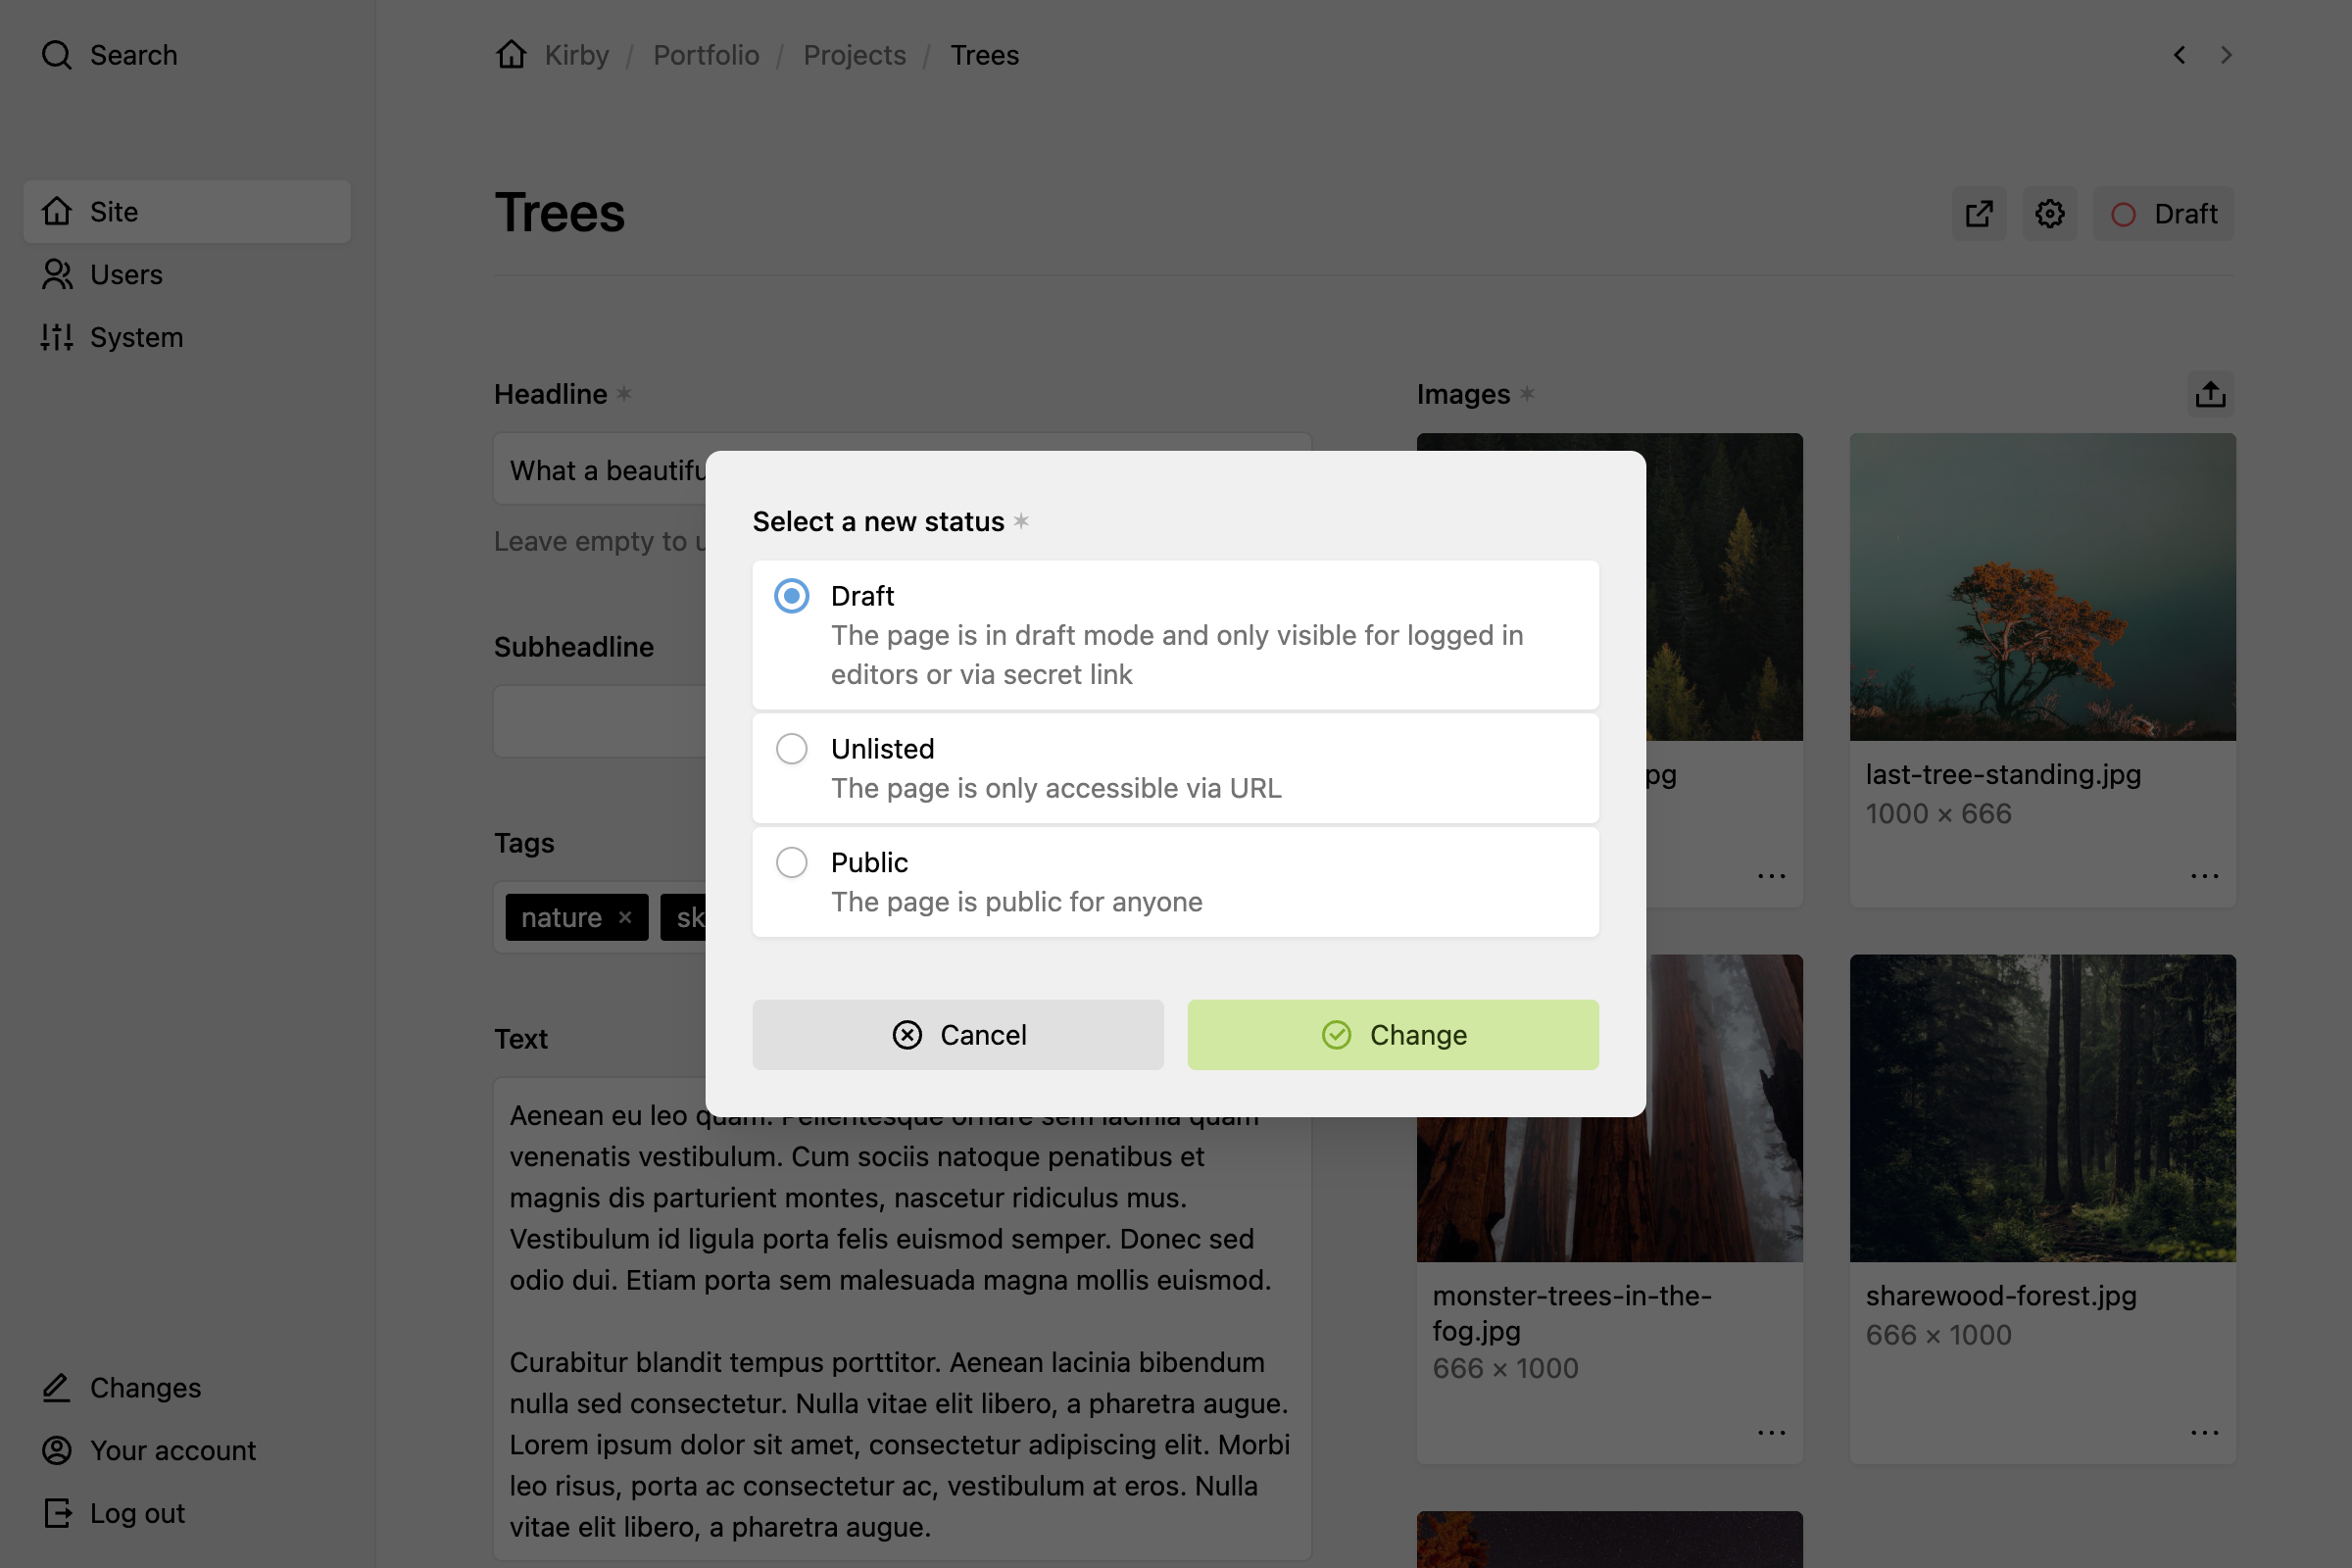 Search
Kirby / Portfolio / Projects / Trees
Site
Users
System
Trees
Draft
Headline *
What a beautifu
Leave empty to u
Subheadline
Tags
nature ×
sk
Text
Aenean eu leo quam. Pellentesque ornare sem lacinia quam
venenatis vestibulum. Cum sociis natoque penatibus et
magnis dis parturient montes, nascetur ridiculus mus.
Vestibulum id ligula porta felis euismod semper. Donec sed
odio dui. Etiam porta sem malesuada magna mollis euismod.
Curabitur blandit tempus porttitor. Aenean lacinia bibendum
nulla sed consectetur. Nulla vitae elit libero, a pharetra augue.
Lorem ipsum dolor sit amet, consectetur adipiscing elit. Morbi
leo risus, porta ac consectetur ac, vestibulum at eros. Nulla
vitae elit libero, a pharetra augue.
Images *
pg
last-tree-standing.jpg
1000 × 666
monster-trees-in-the-
fog.jpg
666 × 1000
sharewood-forest.jpg
666 × 1000
Select a new status *
Draft
The page is in draft mode and only visible for logged in
editors or via secret link
Unlisted
The page is only accessible via URL
Public
The page is public for anyone
Cancel
Change
Changes
Your account
Log out